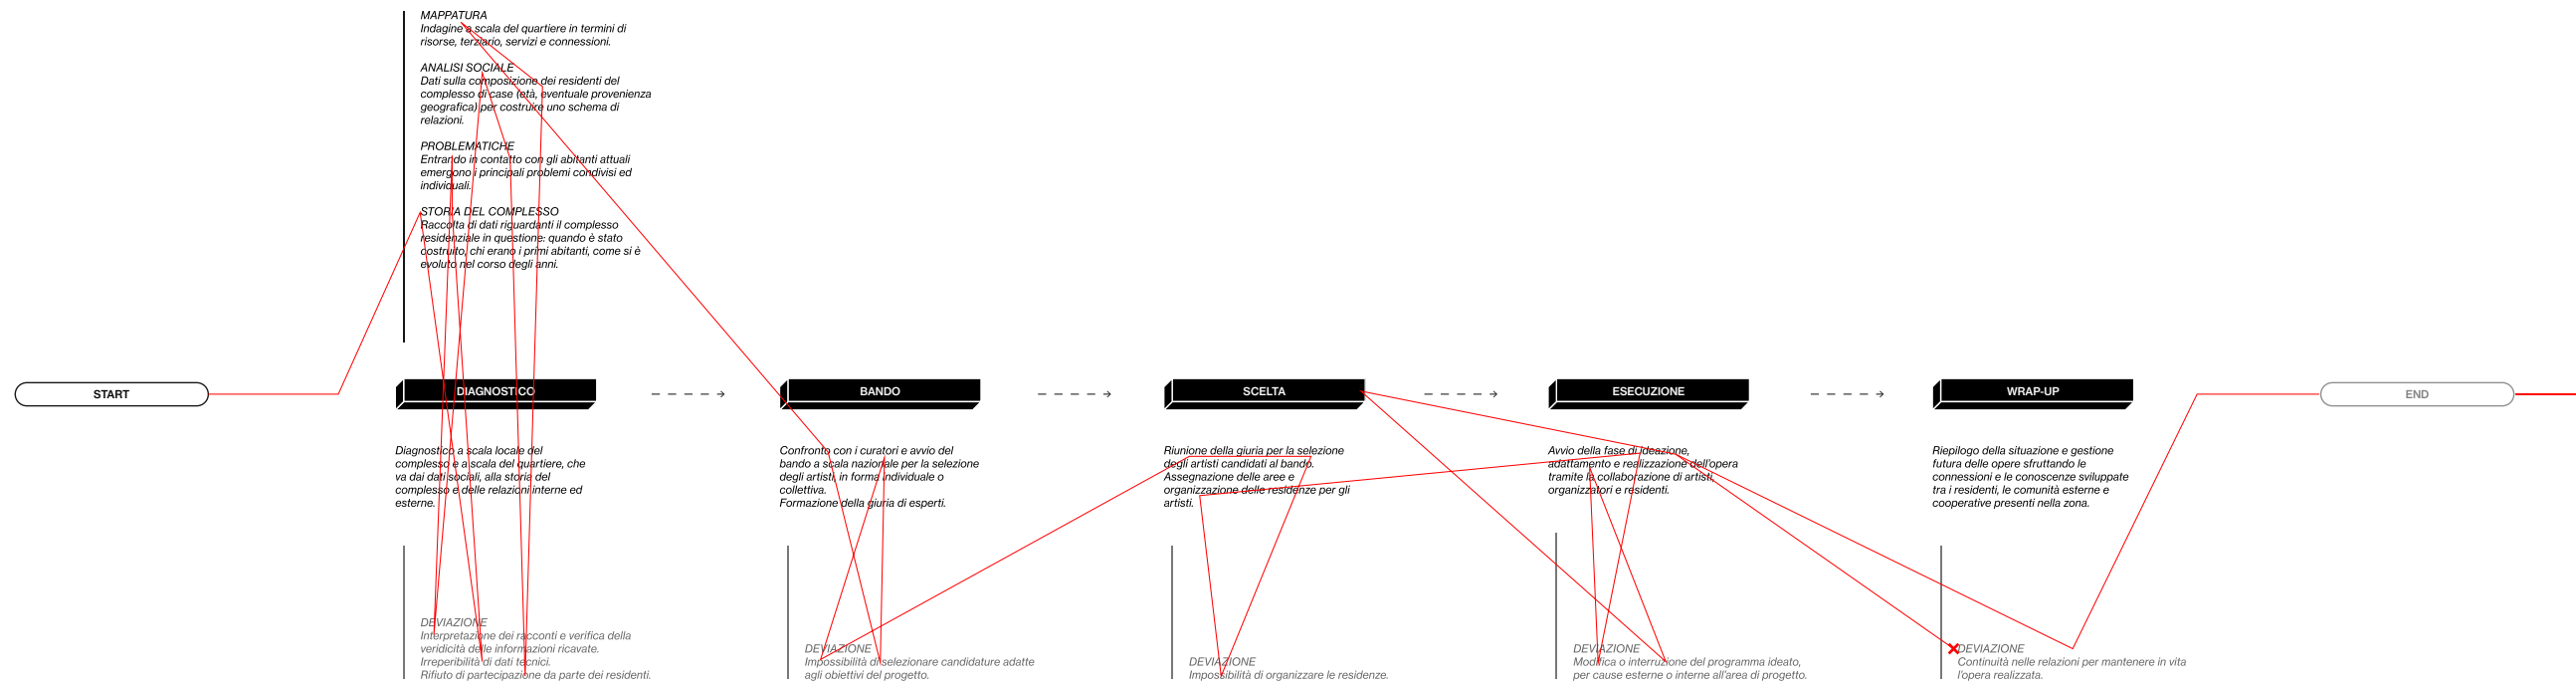 MAPPATURA
Indagine a scala del quartiere in termini di
risorse, terziario, servizi e connessioni.
ANALISI SOCIALE
Dati sulla composizione dei residenti del
complesso di case (età, eventuale provenienza
geografica) per costruire uno schema di
relazioni.
PROBLEMATICHE
Entrando in contatto con gli abitanti attuali
emergono i principali problemi condivisi ed
individuali.
STORIA DEL COMPLESSO
Raccolta di dati riguardanti il complesso
residenziale in questione: quando è stato
costruito, chi erano i primi abitanti, come si è
evoluto nel corso degli anni.
START
DIAGNOSTICO
BANDO
SCELTA
ESECUZIONE
WRAP-UP
END
Diagnostico a scala locale del
complesso e a scala del quartiere, che
va dai dati sociali, alla storia del
complesso e delle relazioni interne ed
esterne.
Confronto con i curatori e avvio del
bando a scala nazionale per la selezione
degli artisti, in forma individuale o
collettiva.
Formazione della giuria di esperti.
Riunione della giuria per la selezione
degli artisti candidati al bando.
Assegnazione delle aree e
organizzazione delle residenze per gli
artisti.
Avvio della fase di ideazione,
adattamento e realizzazione dell'opera
tramite la collaborazione di artisti,
organizzatori e residenti.
Riepilogo della situazione e gestione
futura delle opere sfruttando le
connessioni e le conoscenze sviluppate
tra i residenti, le comunità esterne e
cooperative presenti nella zona.
DEVIAZIONE
Interpretazione dei racconti e verifica della
veridicità delle informazioni ricavate.
Irreperibilità di dati tecnici.
Rifiuto di partecipazione da parte dei residenti.
DEVIAZIONE
Impossibilità di selezionare candidature adatte
agli obiettivi del progetto.
DEVIAZIONE
Impossibilità di organizzare le residenze.
DEVIAZIONE
Modifica o interruzione del programma ideato,
per cause esterne o interne all'area di progetto.
DEVIAZIONE
Continuità nelle relazioni per mantenere in vita
l'opera realizzata.